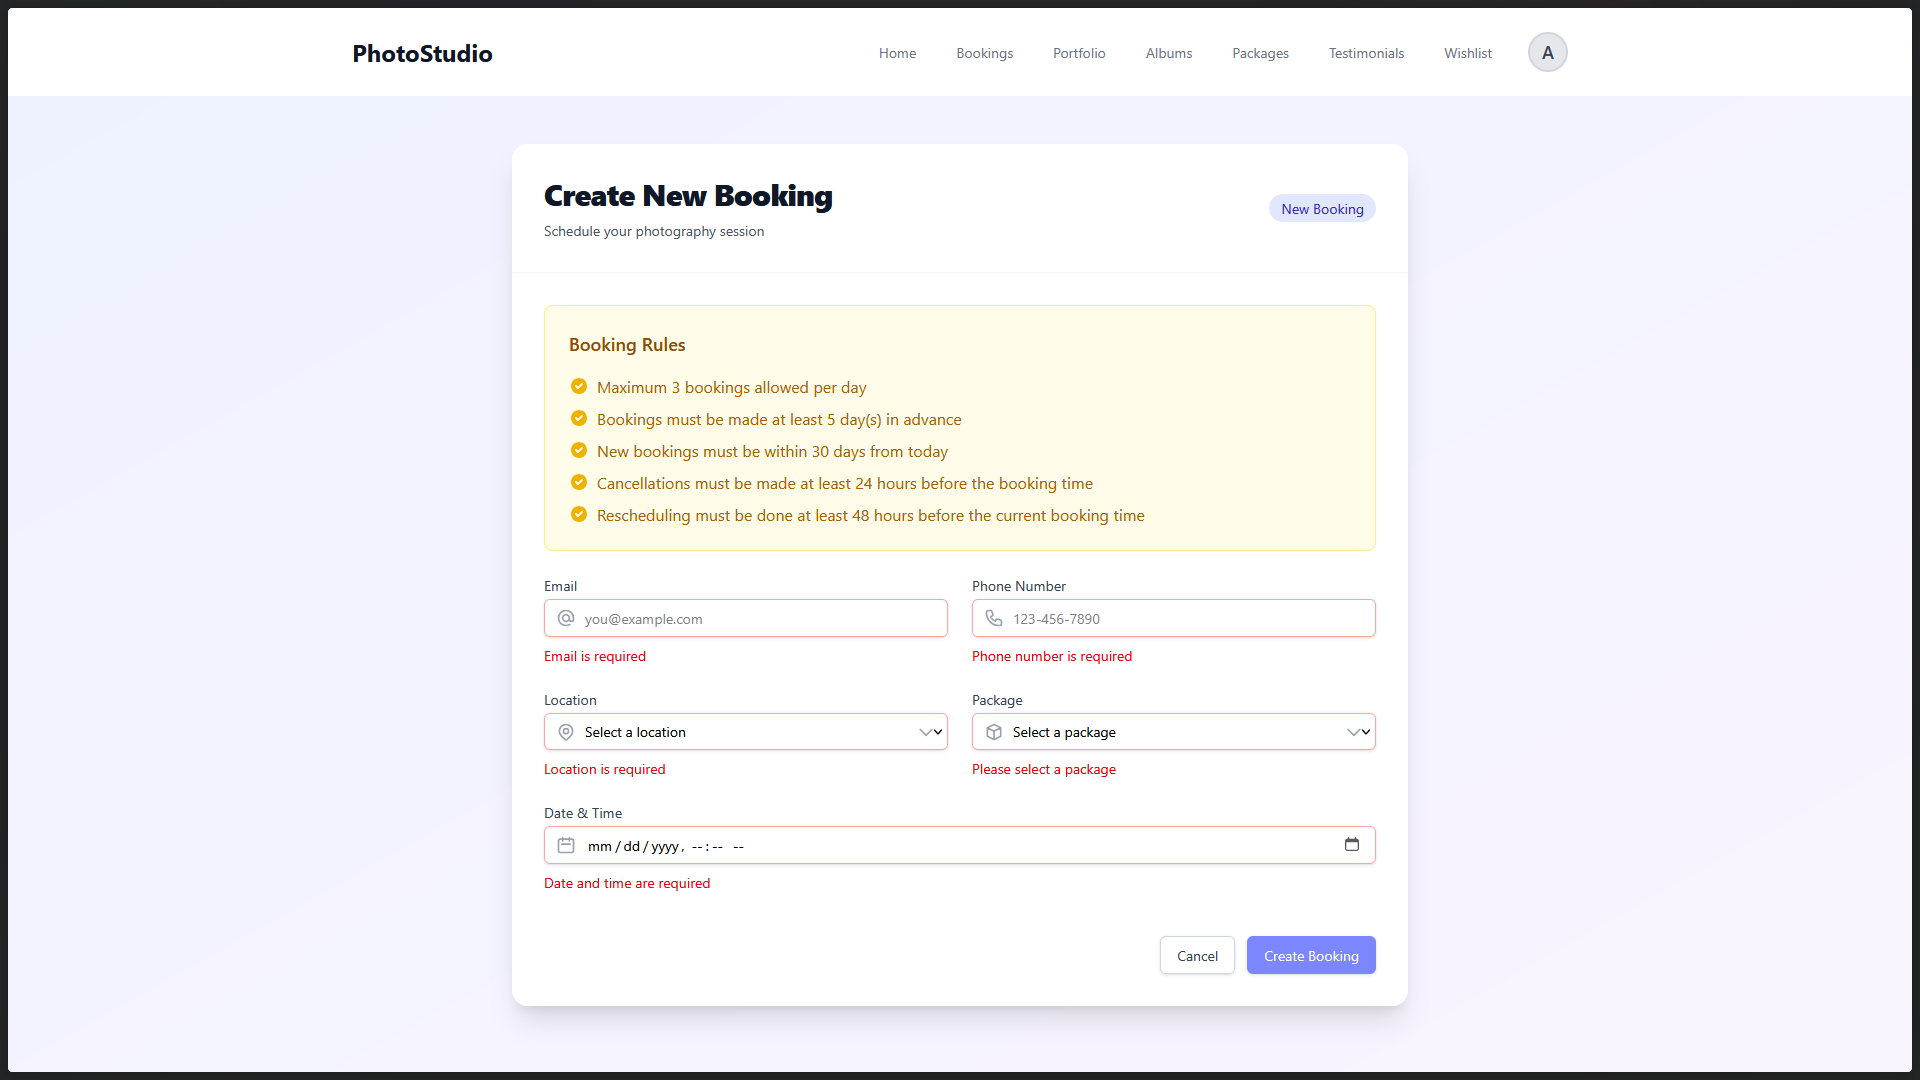 PhotoStudio
Home Bookings Portfolio Albums Packages Testimonials Wishlist A
Create New Booking
Schedule your photography session
New Booking
Booking Rules
Maximum 3 bookings allowed per day
Bookings must be made at least 5 day(s) in advance
New bookings must be within 30 days from today
Cancellations must be made at least 24 hours before the booking time
Rescheduling must be done at least 48 hours before the current booking time
Email
you@example.com
Email is required
Phone Number
123-456-7890
Phone number is required
Location
Select a location
Location is required
Package
Select a package
Please select a package
Date & Time
mm/dd/yyyy, --:-- --
Date and time are required
Cancel
Create Booking